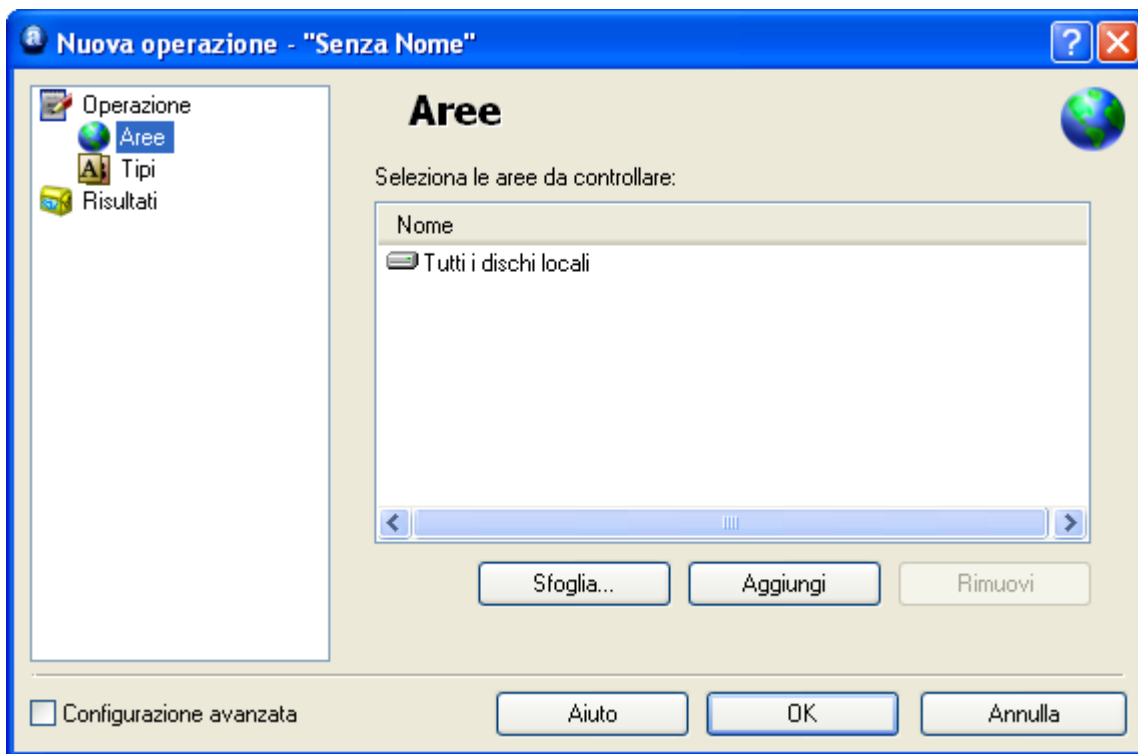 Nuova operazione - "Senza Nome"
Operazione
Aree
Tipi
Risultati
Aree
Seleziona le aree da controllare:
Nome
Tutti i dischi locali
Sfoglia... Aggiungi Rimuovi
Configurazione avanzata Aiuto OK Annulla